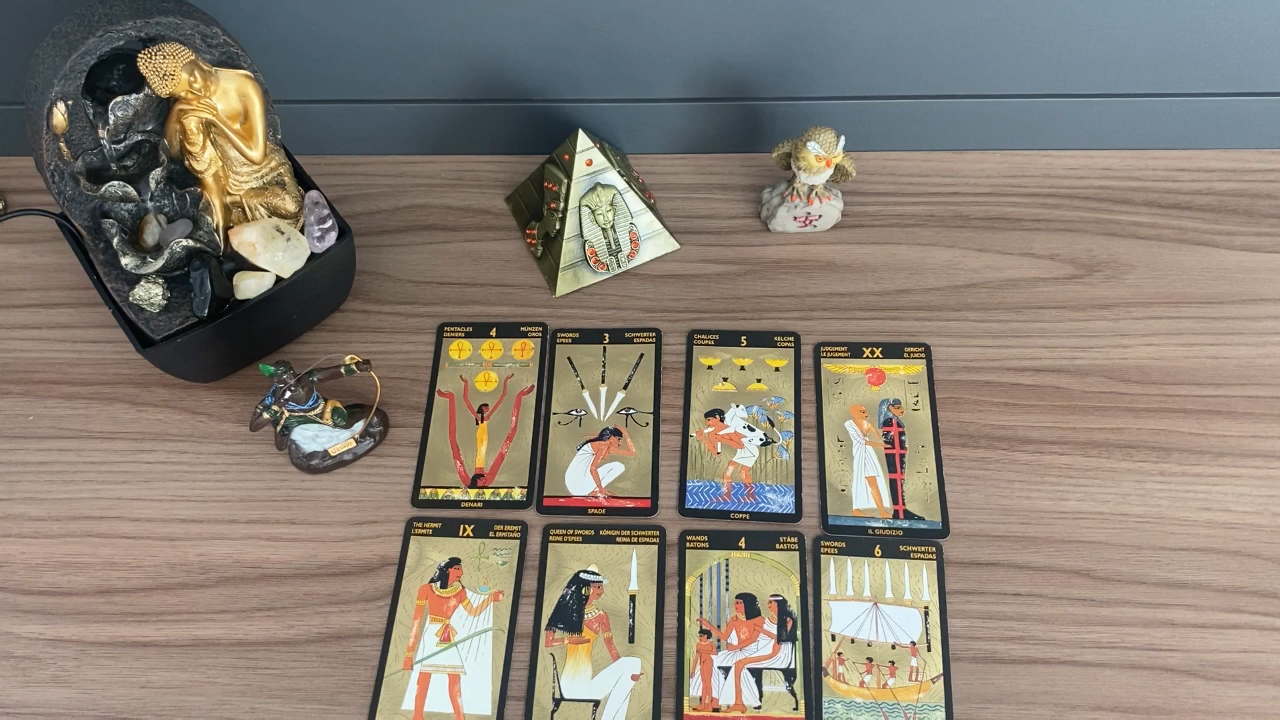 安
PENTACLES 4 MÜNZEN
DENIERS OROS
DENARI
SWORDS 3 SCHWERTER
EPEES ESPADAS
SPADE
CHALICES 5 KELCHE
COUPES COPAS
COPPE
JUDGEMENT XX GERICHT
LE JUGEMENT EL JUICIO
IL GIUDIZIO
THE HERMIT IX DER EREMIT
L'ERMITE EL ERMITAÑO
QUEEN OF SWORDS KÖNIGIN DER SCHWERTER
REINE D'EPEES REINA DE ESPADAS
WANDS 4 STÄBE
BATONS BASTOS
SWORDS 6 SCHWERTER
EPEES ESPADAS